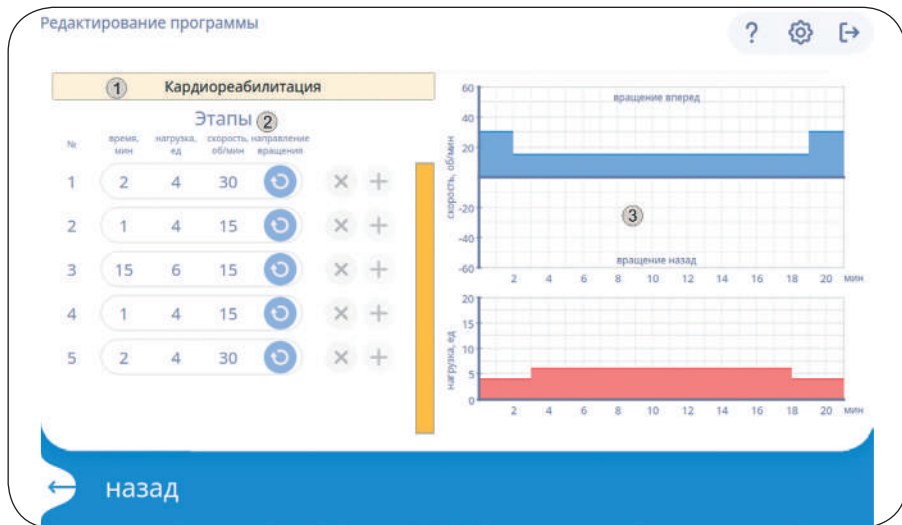 Редактирование программы
?
1 Кардиореабилитация
Этапы 2
№ время, мин нагрузка, ед скорость, об/мин направление вращения
1 2 4 30
2 1 4 15
3 15 6 15
4 1 4 15
5 2 4 30
скорость, об/мин
60
40
20
-20
-40
-60
вращение вперед
3
вращение назад
2 4 6 8 10 12 14 16 18 20 мин
нагрузка, ед
20
15
10
5
0
2 4 6 8 10 12 14 16 18 20 мин
назад